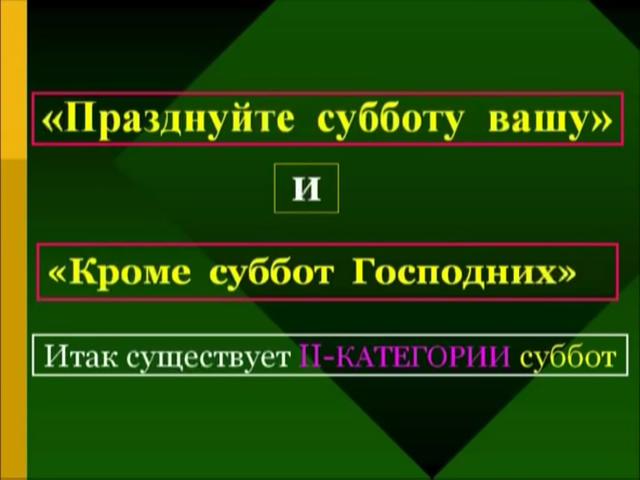 «Празднуйте субботу вашу»
И
«Кроме суббот Господних»
Итак существует II-КАТЕГОРИИ суббот